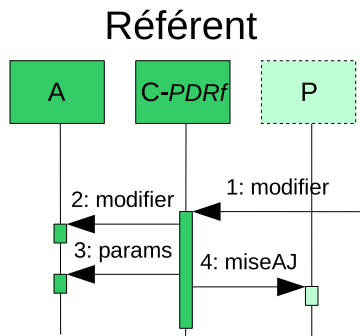 Référent
A
C-PDRf
P
1: modifier
2: modifier
3: params
4: miseAJ